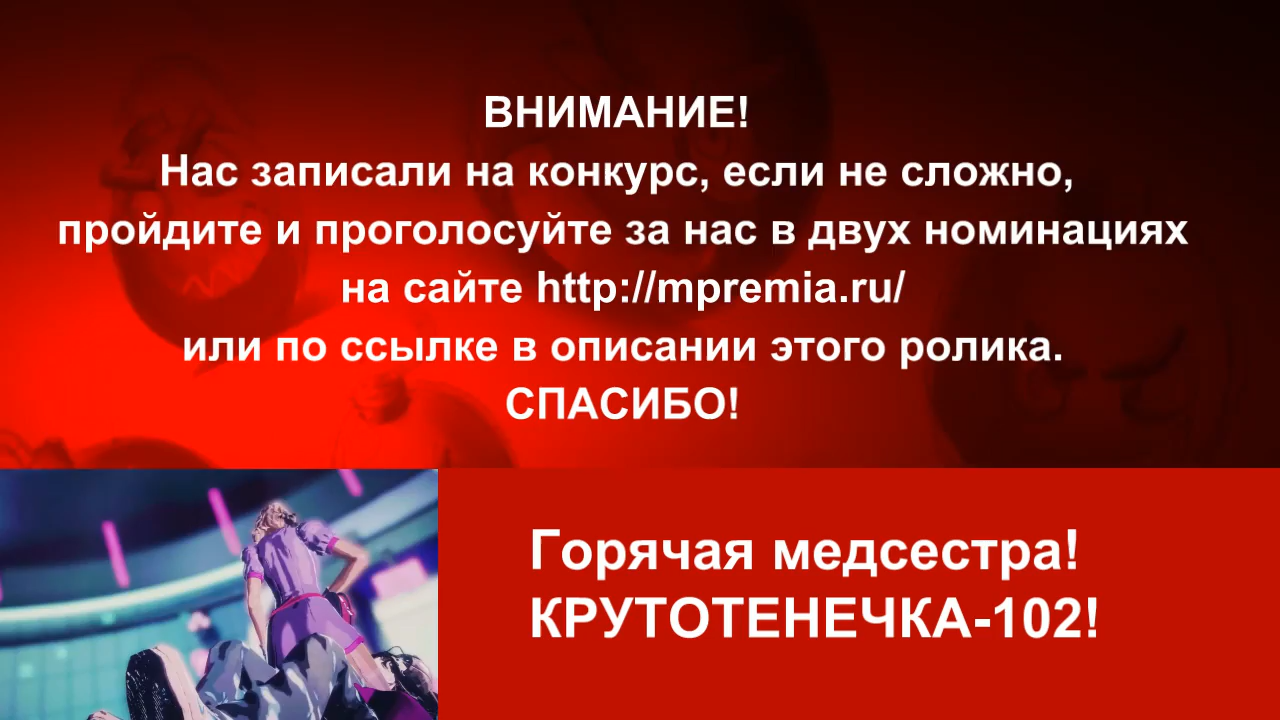 ВНИМАНИЕ!
Нас записали на конкурс, если не сложно,
пройдите и проголосуйте за нас в двух номинациях
на сайте http://mpremia.ru/
или по ссылке в описании этого ролика.
СПАСИБО!
Горячая медсестра!
КРУТОТЕНЕЧКА-102!